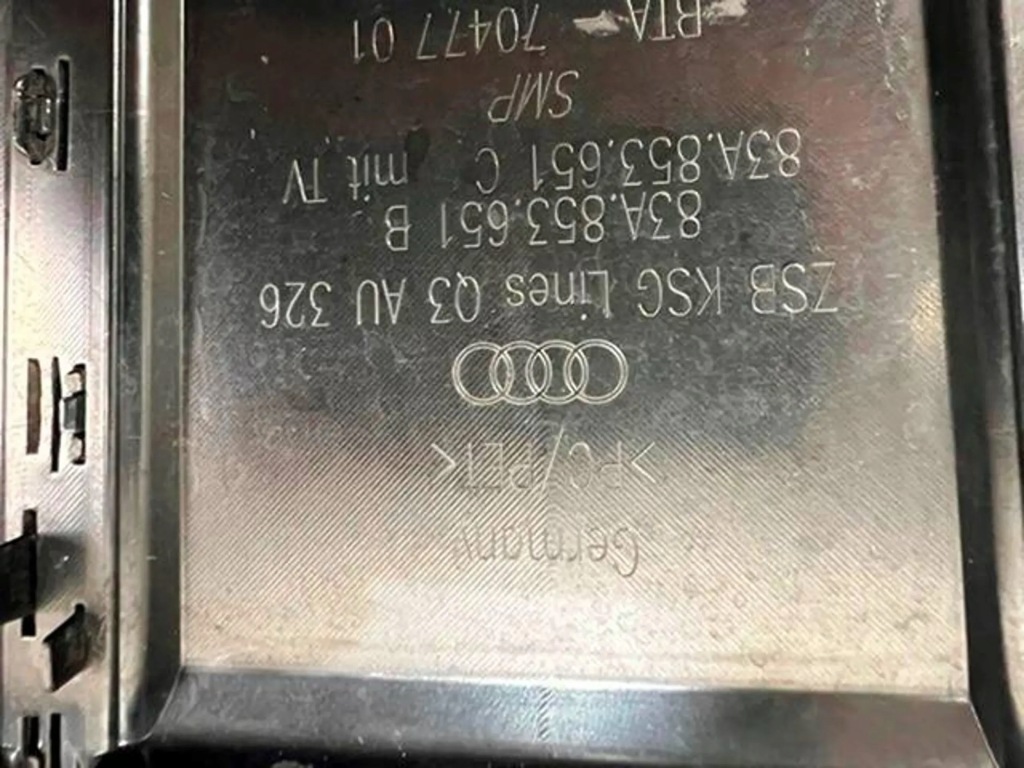 Germany
>PC/PET<
ZSB KSG Lines Q3 AU 326
83A.853.651 B
83A.853.651 C mit TV
SMP
BTA 70477 01